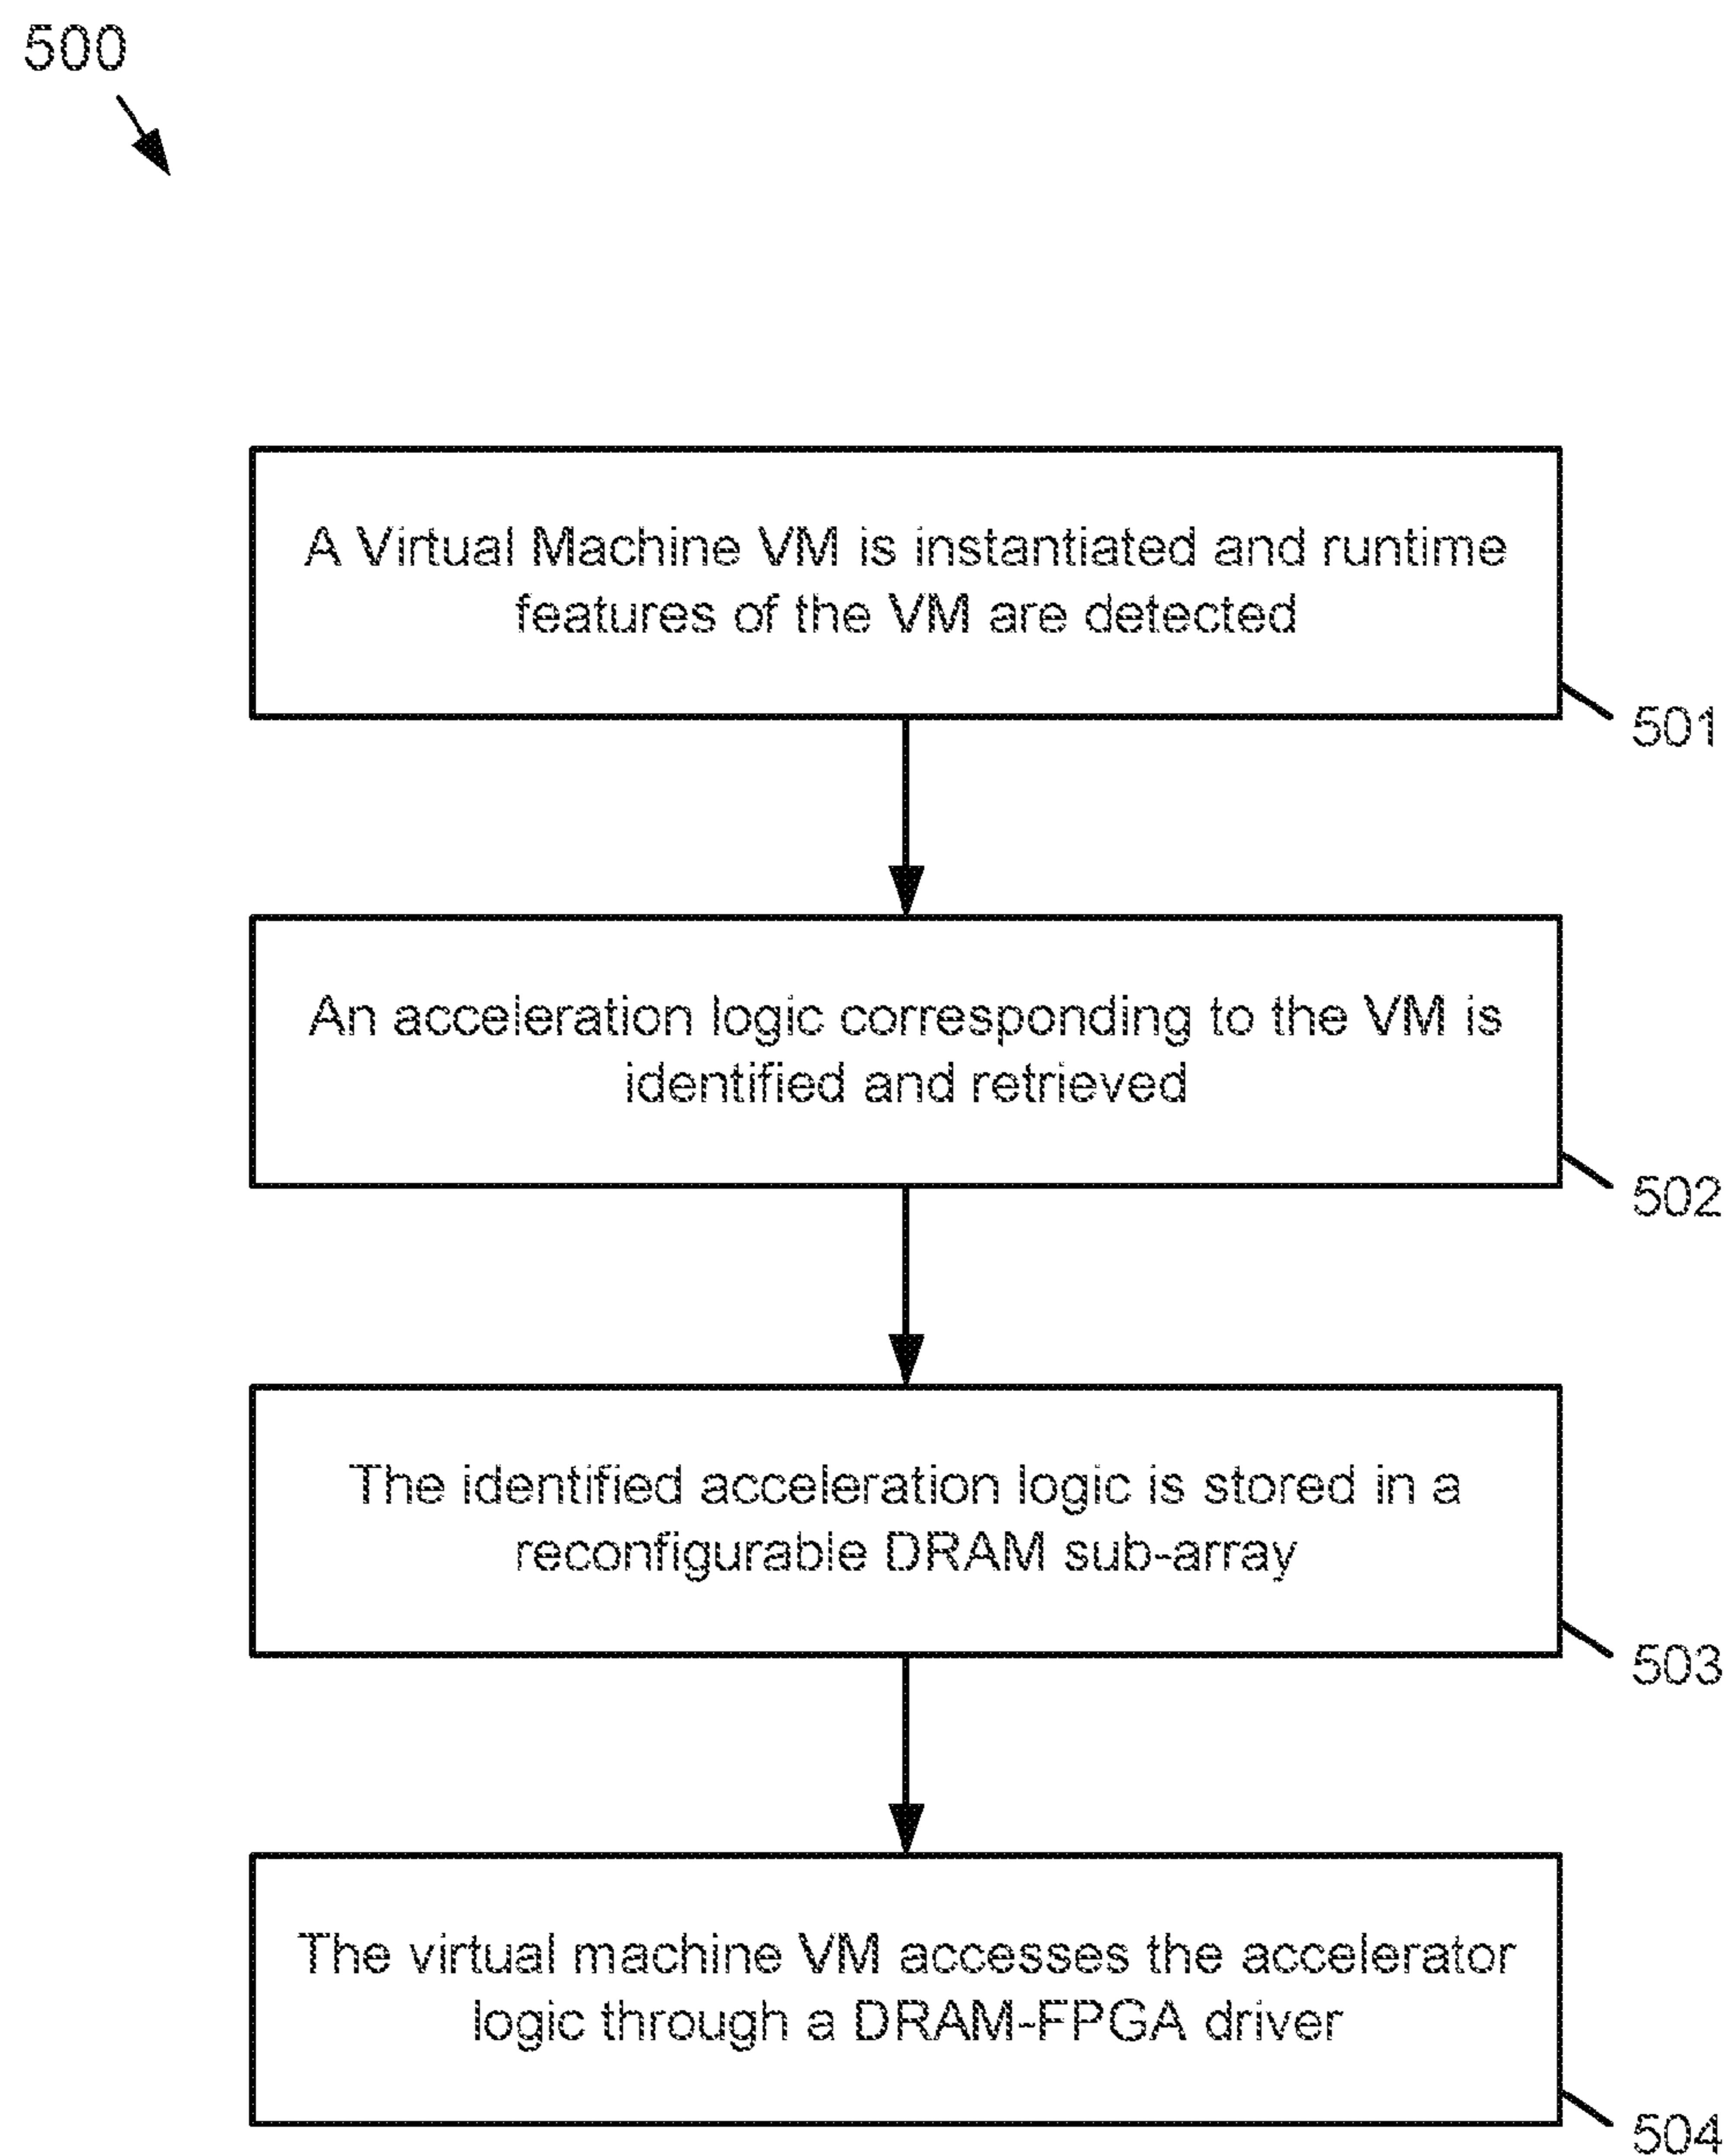 500
A Virtual Machine VM is instantiated and runtime
features of the VM are detected
501
An acceleration logic corresponding to the VM is
identified and retrieved
502
The identified acceleration logic is stored in a
reconfigurable DRAM sub-array
503
The virtual machine VM accesses the accelerator
logic through a DRAM-FPGA driver
504